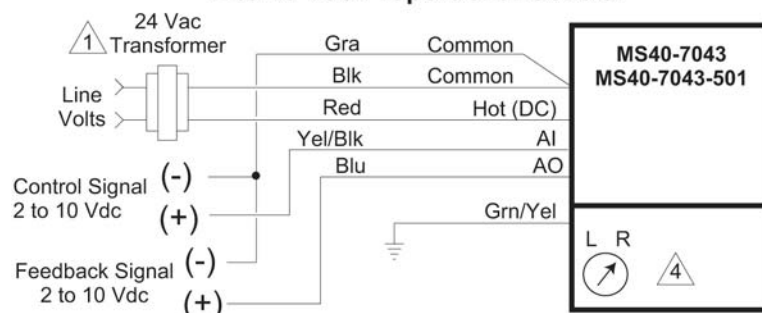 1
24 Vac
Transformer
Line
Volts
Gra Common
Blk Common
Red Hot (DC)
Yel/Blk AI
Blu AO
Grn/Yel
Control Signal (-)
2 to 10 Vdc (+)
Feedback Signal (-)
2 to 10 Vdc (+)
MS40-7043
MS40-7043-501
L R
4